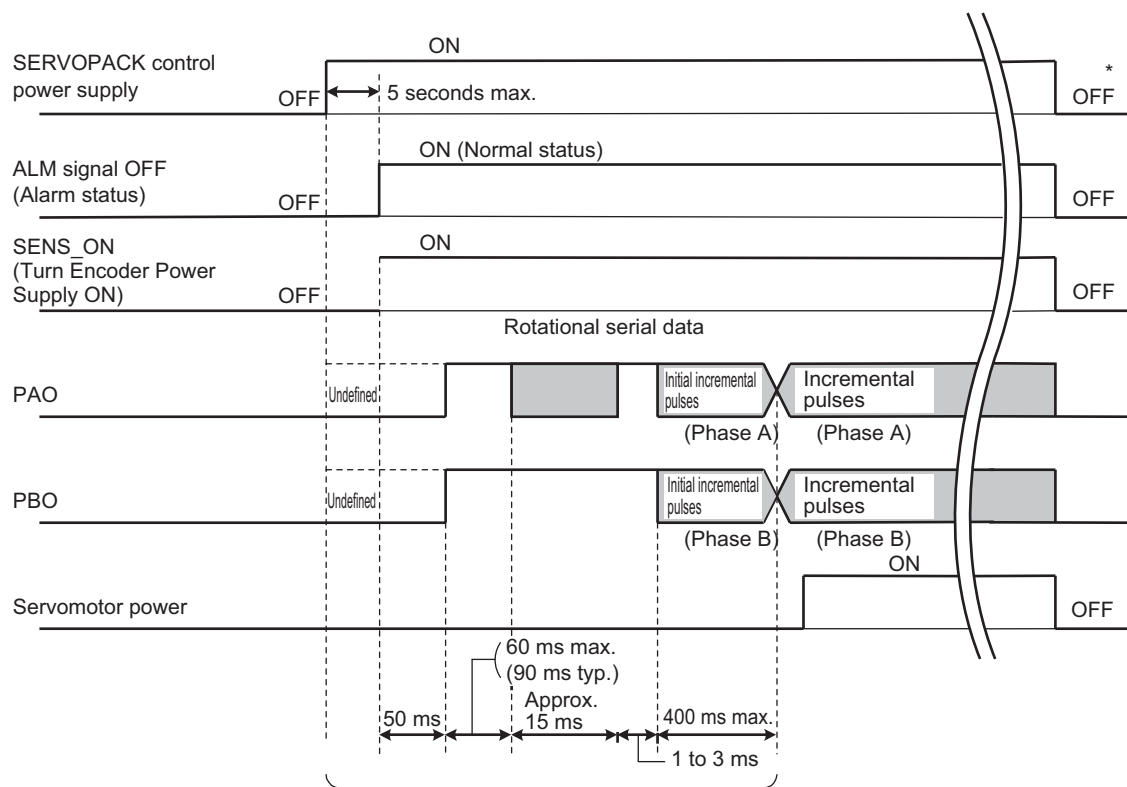 ON
SERVOPACK control
power supply
OFF
5 seconds max.
*
OFF
ON (Normal status)
ALM signal OFF
(Alarm status)
OFF
OFF
SENS_ON
(Turn Encoder Power
Supply ON)
OFF
ON
OFF
Rotational serial data
PAO
Undefined
Initial incremental
pulses
Incremental
pulses
(Phase A)
(Phase A)
PBO
Undefined
Initial incremental
pulses
Incremental
pulses
(Phase B)
(Phase B)
ON
Servomotor power
OFF
60 ms max.
(90 ms typ.)
Approx.
50 ms
15 ms
400 ms max.
1 to 3 ms